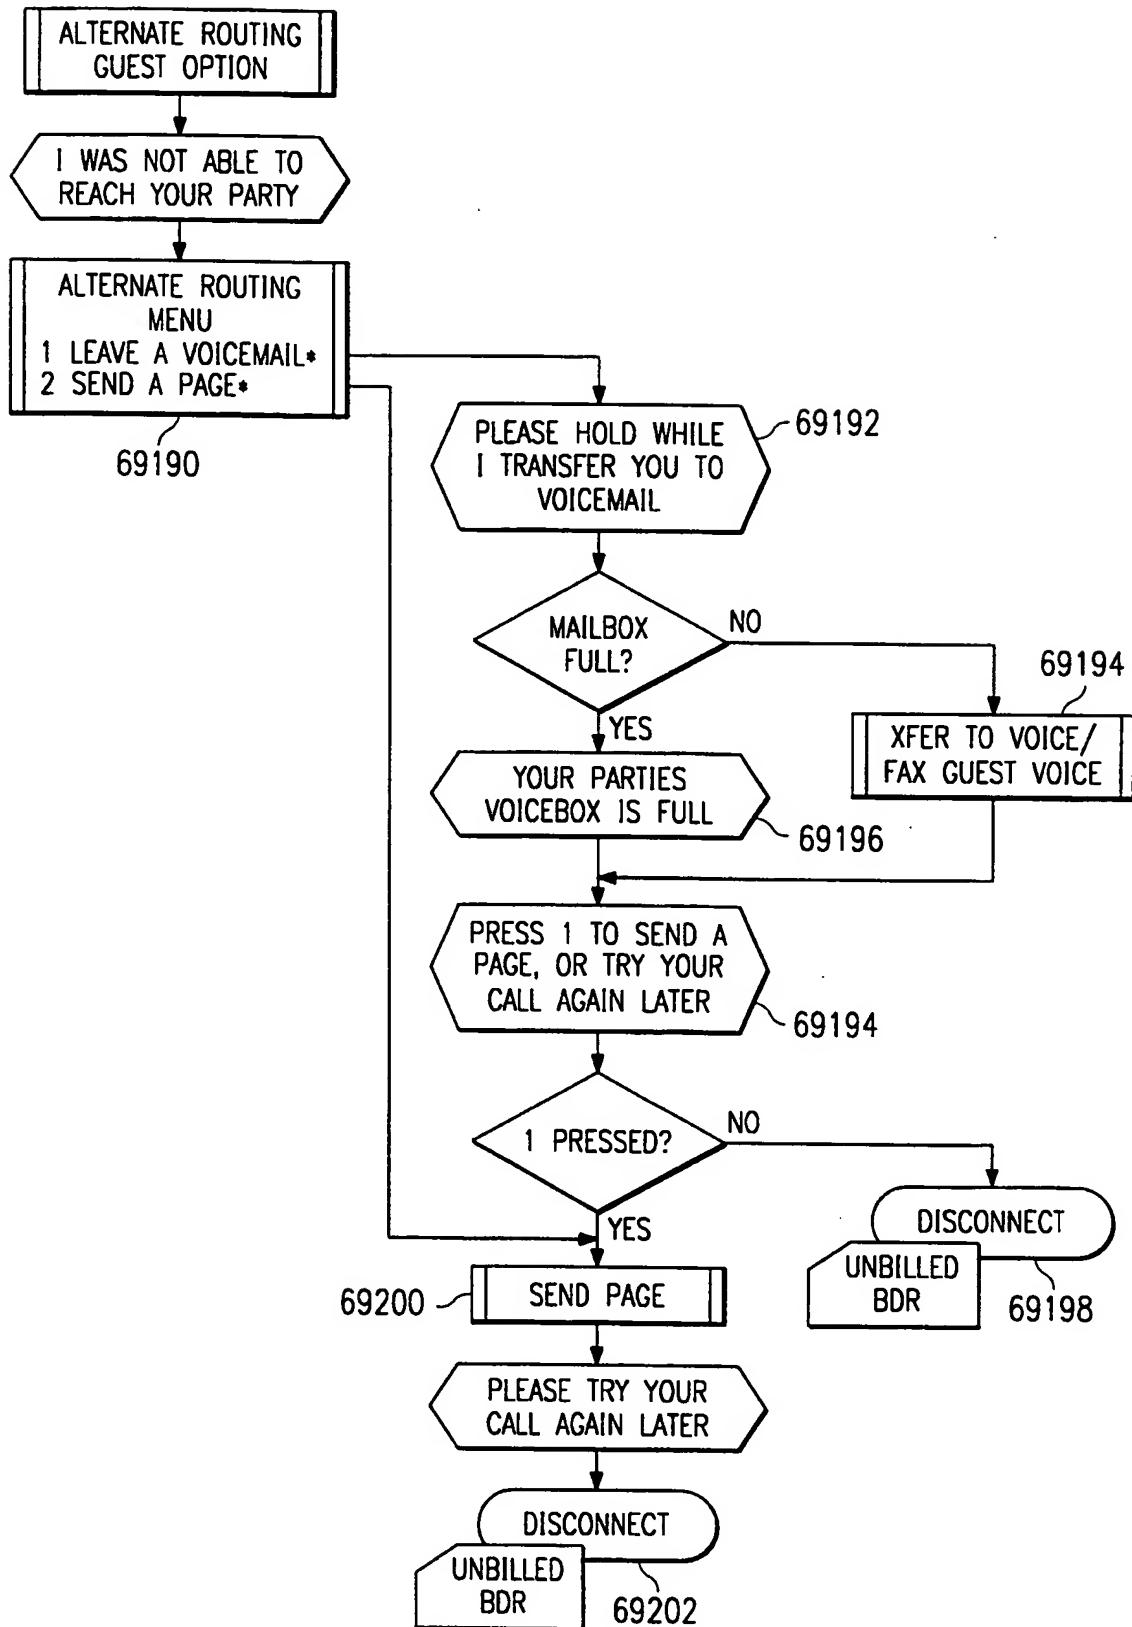 ALTERNATE ROUTING
GUEST OPTION
I WAS NOT ABLE TO
REACH YOUR PARTY
ALTERNATE ROUTING
MENU
1 LEAVE A VOICEMAIL*
2 SEND A PAGE*
69190
PLEASE HOLD WHILE
I TRANSFER YOU TO
VOICEMAIL
69192
MAILBOX
FULL?
NO
YES
69194
XFER TO VOICE/
FAX GUEST VOICE
YOUR PARTIES
VOICEBOX IS FULL
69196
PRESS 1 TO SEND A
PAGE, OR TRY YOUR
CALL AGAIN LATER
69194
1 PRESSED?
NO
YES
DISCONNECT
UNBILLED
BDR
69198
69200
SEND PAGE
PLEASE TRY YOUR
CALL AGAIN LATER
DISCONNECT
UNBILLED
BDR
69202